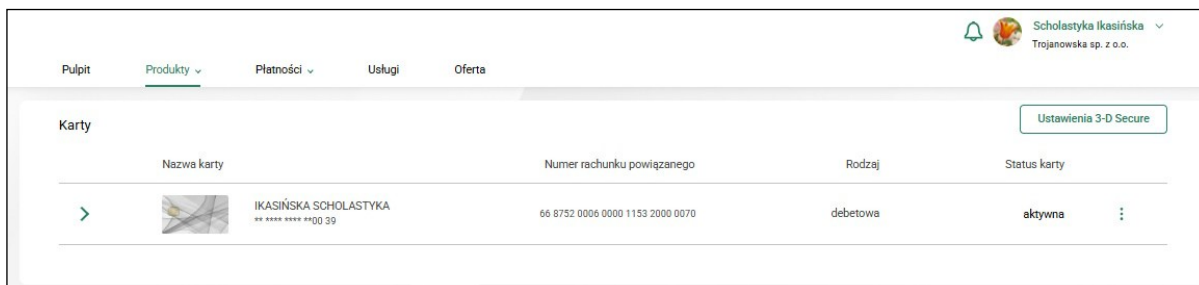 Scholastyka Ikasińska
Trojanowska sp. z o.o.
Pulpit Produkty Płatności Usługi Oferta
Karty
Ustawienia 3-D Secure
Nazwa karty Numer rachunku powiązanego Rodzaj Status karty
IKASIŃSKA SCHOLASTYKA
** **** **** **00 39
66 8752 0006 0000 1153 2000 0070 debetowa aktywna